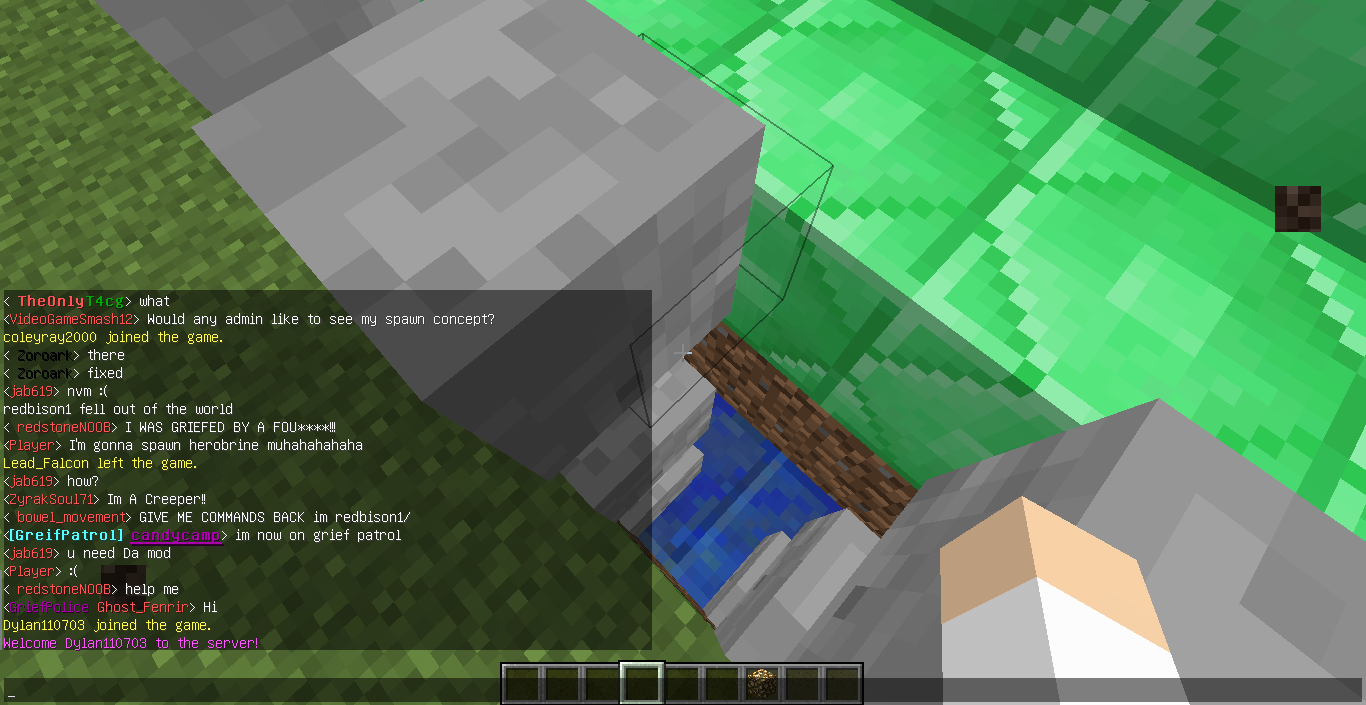 < TheOnlyT4cg> what
<VideoGameSmash12> Would any admin like to see my spawn concept?
coleyray2000 joined the game.
< Zoroark> there
< Zoroark> fixed
<jab619> nvm :(
redbison1 fell out of the world
< redstoneNOOB> I WAS GRIEFED BY A FOU****!!!
<Player> I'm gonna spawn herobrine muhahahahaha
Lead_Falcon left the game.
<jab619> how?
<ZyrakSoul71> Im A Creeper!!
< bowel_movement> GIVE ME COMMANDS BACK im redbison1/
<[GreifPatrol] candycamp> im now on grief patrol
<jab619> u need Da mod
<Player> :(
< redstoneNOOB> help me
<GriefPolice Ghost_Fenrir> Hi
Dylan110703 joined the game.
Welcome Dylan110703 to the server!
_